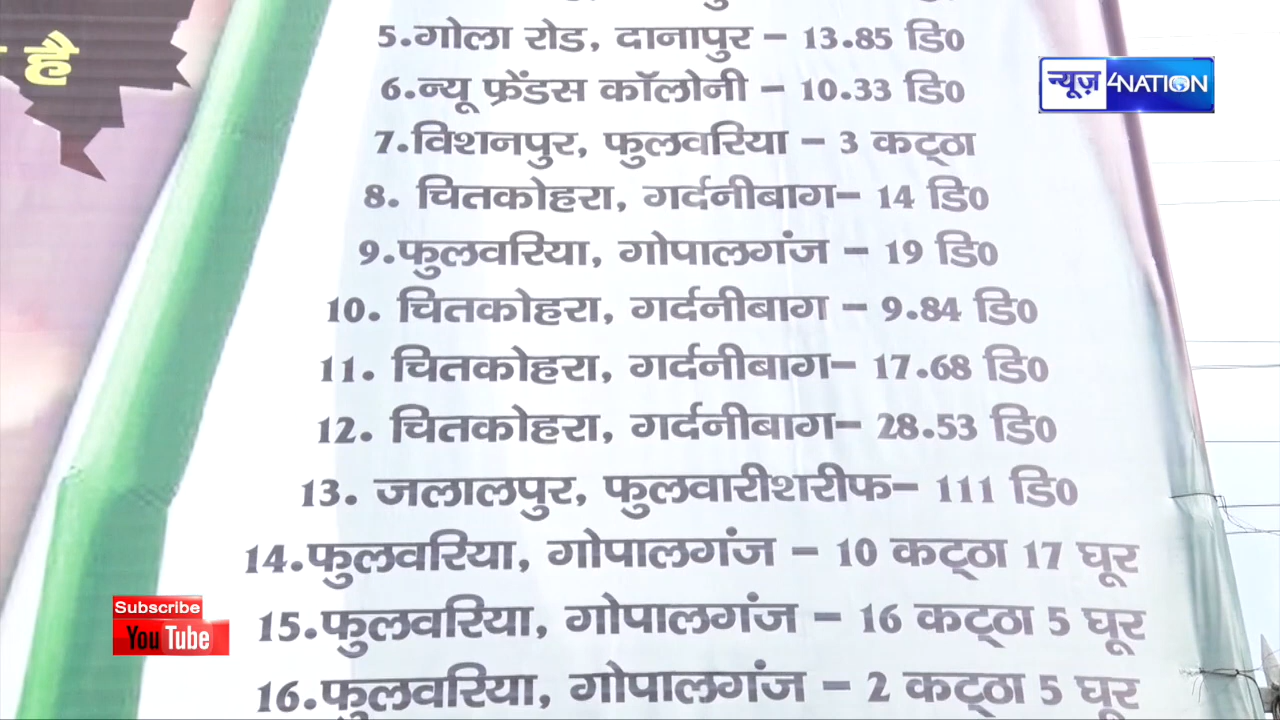 है
5.गोला रोड, दानापुर – 13.85 डि0
न्यूज़ 4NATION
6.न्यू फ्रेंडस कॉलोनी – 10.33 डि0
7.विशनपुर, फुलवरिया – 3 कट्ठा
8. चितकोहरा, गर्दनीबाग– 14 डि0
9.फुलवरिया, गोपालगंज – 19 डि0
10. चितकोहरा, गर्दनीबाग – 9.84 डि0
11. चितकोहरा, गर्दनीबाग– 17.68 डि0
12. चितकोहरा, गर्दनीबाग– 28.53 डि0
13. जलालपुर, फुलवारीशरीफ– 111 डि0
14.फुलवरिया, गोपालगंज – 10 कट्ठा 17 घूर
15.फुलवरिया, गोपालगंज – 16 कट्ठा 5 घूर
16.फुलवरिया, गोपालगंज – 2 कट्ठा 5 घूर
Subscribe
You Tube